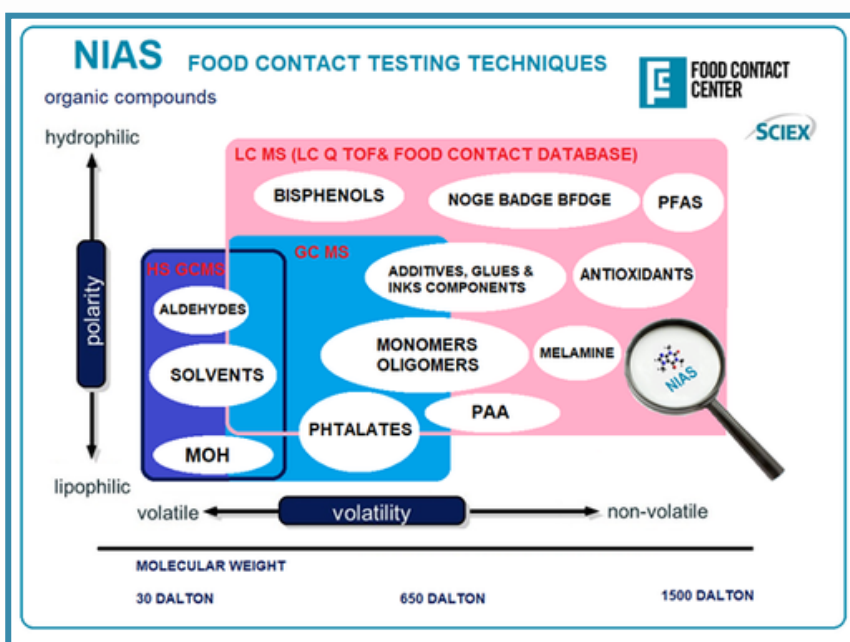 NIAS FOOD CONTACT TESTING TECHNIQUES
FOOD CONTACT
CENTER
organic compounds
SCIEX
hydrophilic
LC MS (LC Q TOF& FOOD CONTACT DATABASE)
BISPHENOLS
NOGE BADGE BFDGE
PFAS
GC MS
HS GCMS
ADDITIVES, GLUES &
INKS COMPONENTS
ANTIOXIDANTS
ALDEHYDES
polarity
MONOMERS
OLIGOMERS
MELAMINE
NIAS
SOLVENTS
PAA
PHTALATES
MOH
lipophilic
volatile
volatility
non-volatile
MOLECULAR WEIGHT
30 DALTON
650 DALTON
1500 DALTON